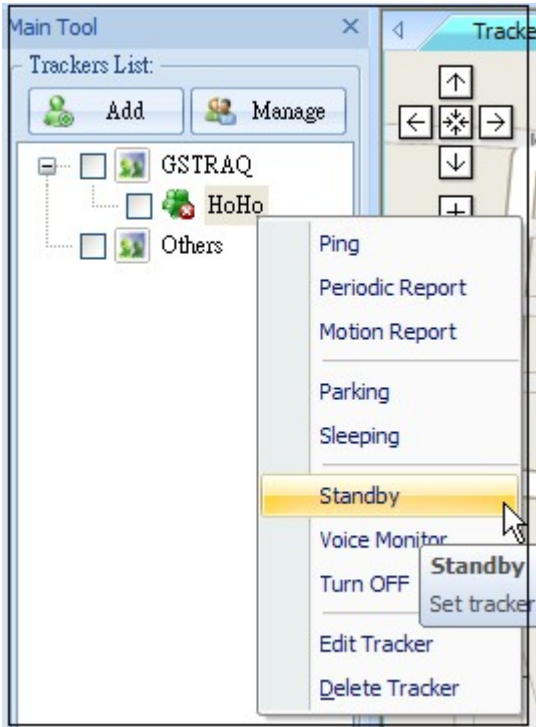 Main Tool
Tracke
Trackers List:
Add
Manage
GSTRAQ
HoHo
Others
Ping
Periodic Report
Motion Report
Parking
Sleeping
Standby
Voice Monitor
Turn OFF
Standby
Set tracker
Edit Tracker
Delete Tracker